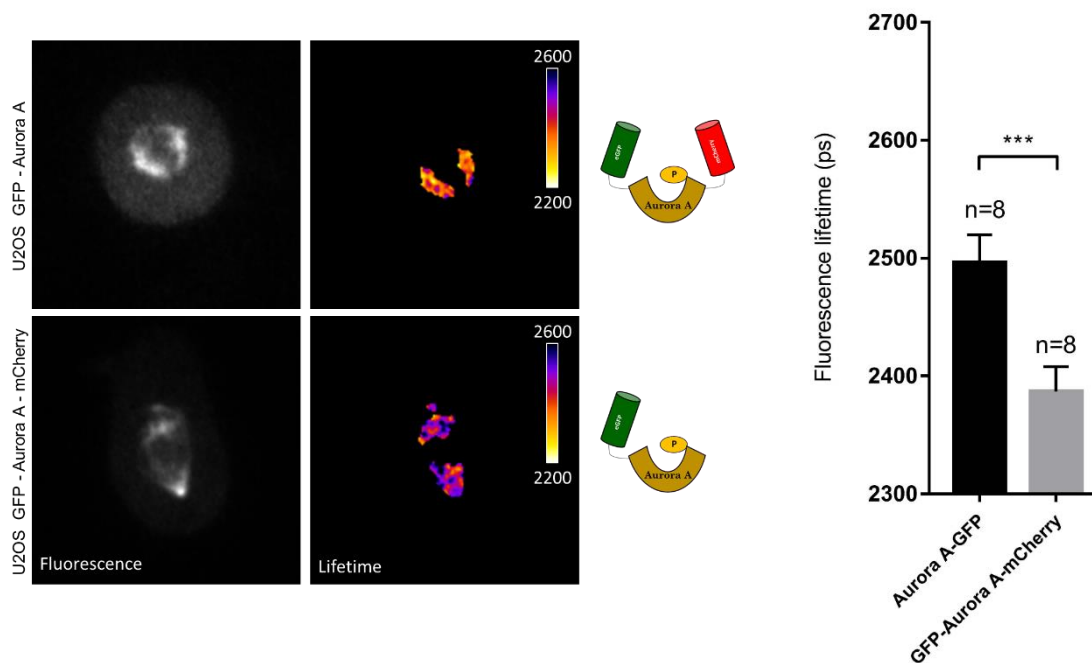 U2OS GFP - Aurora A
2600
2200
eGFP
mCherry
P
Aurora A
U2OS GFP - Aurora A - mCherry
Fluorescence
2600
2200
Lifetime
eGFP
P
Aurora A
Fluorescence lifetime (ps)
2700
2600
2500
2400
2300
***
n=8
n=8
Aurora A-GFP
GFP-Aurora A-mCherry